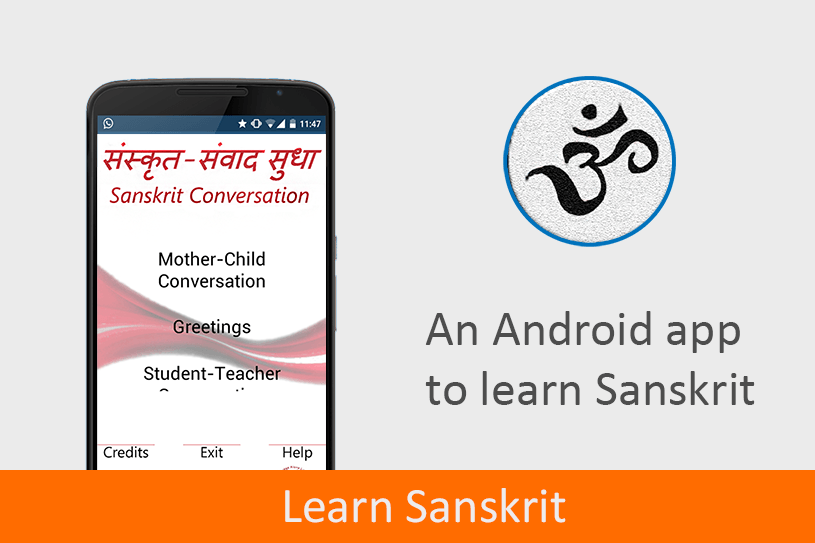 11:47
संस्कृत-संवाद सुधा
Sanskrit Conversation
Mother-Child
Conversation
Greetings
Student-Teacher
Credits Exit Help
ॐ
An Android app
to learn Sanskrit
Learn Sanskrit